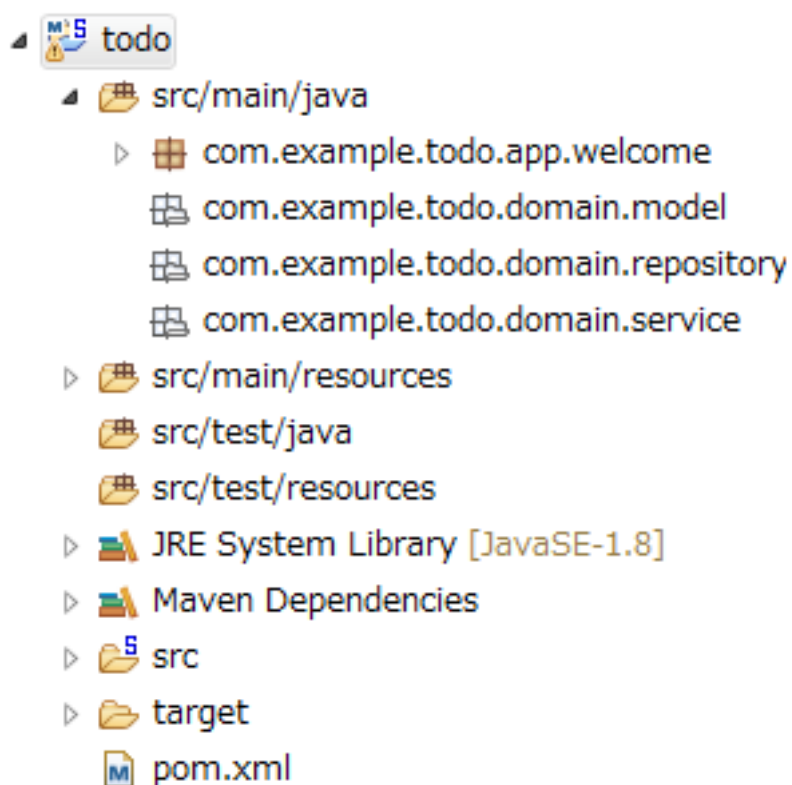 todo
src/main/java
com.example.todo.app.welcome
com.example.todo.domain.model
com.example.todo.domain.repository
com.example.todo.domain.service
src/main/resources
src/test/java
src/test/resources
JRE System Library [JavaSE-1.8]
Maven Dependencies
src
target
pom.xml